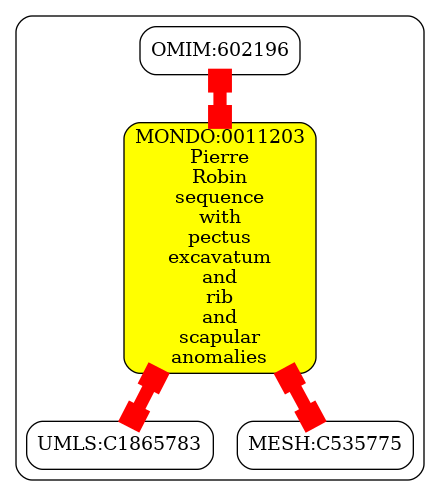 OMIM:602196
MONDO:0011203
Pierre
Robin
sequence
with
pectus
excavatum
and
rib
and
scapular
anomalies
UMLS:C1865783
MESH:C535775